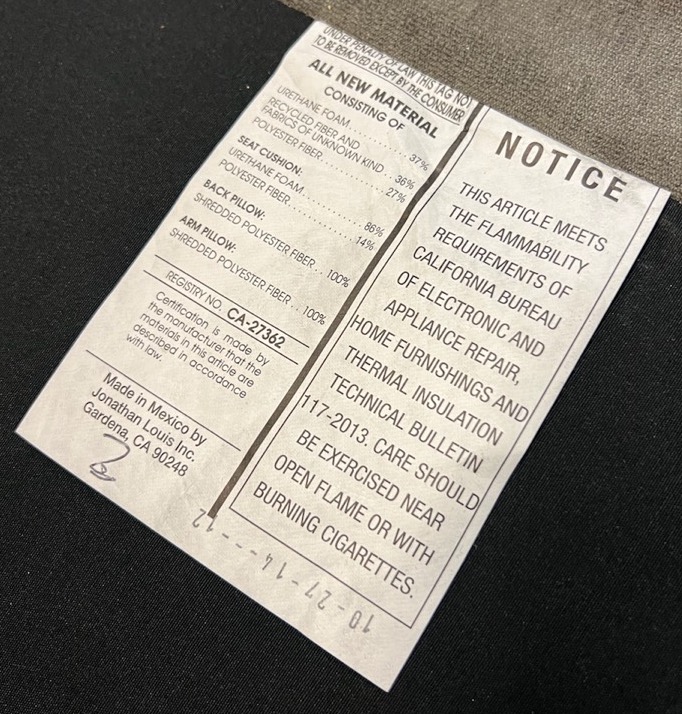 UNDER PENALTY OF LAW THIS TAG NOT
TO BE REMOVED EXCEPT BY THE CONSUMER
ALL NEW MATERIAL
CONSISTING OF
URETHANE FOAM .......... 37%
RECYCLED FIBER AND
FABRICS OF UNKNOWN KIND .. 36%
POLYESTER FIBER .......... 27%
SEAT CUSHION:
URETHANE FOAM .......... 86%
POLYESTER FIBER .......... 14%
BACK PILLOW:
SHREDDED POLYESTER FIBER .. 100%
ARM PILLOW:
SHREDDED POLYESTER FIBER .. 100%
REGISTRY NO. CA-27362
Certification is made by
the manufacturer that the
materials in this article are
described in accordance
with law.
Made in Mexico by
Jonathan Louis Inc.
Gardena, CA 90248
NOTICE
THIS ARTICLE MEETS
THE FLAMMABILITY
REQUIREMENTS OF
CALIFORNIA BUREAU
OF ELECTRONIC AND
APPLIANCE REPAIR,
HOME FURNISHINGS AND
THERMAL INSULATION
TECHNICAL BULLETIN
117-2013. CARE SHOULD
BE EXERCISED NEAR
OPEN FLAME OR WITH
BURNING CIGARETTES.
10-27-14---12